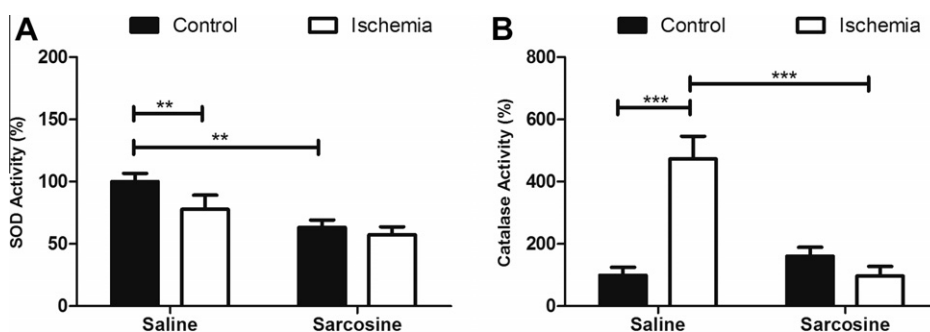 A
Control
Ischemia
SOD Activity (%)
200
150
100
50
0
**
**
Saline
Sarcosine
B
Control
Ischemia
Catalase Activity (%)
800
600
400
200
0
***
***
Saline
Sarcosine